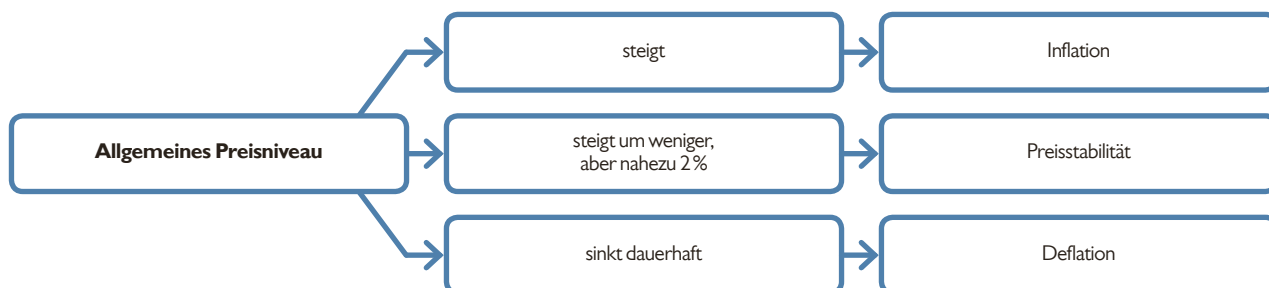 steigt
Inflation
Allgemeines Preisniveau
steigt um weniger,
aber nahezu 2 %
Preisstabilität
sinkt dauerhaft
Deflation